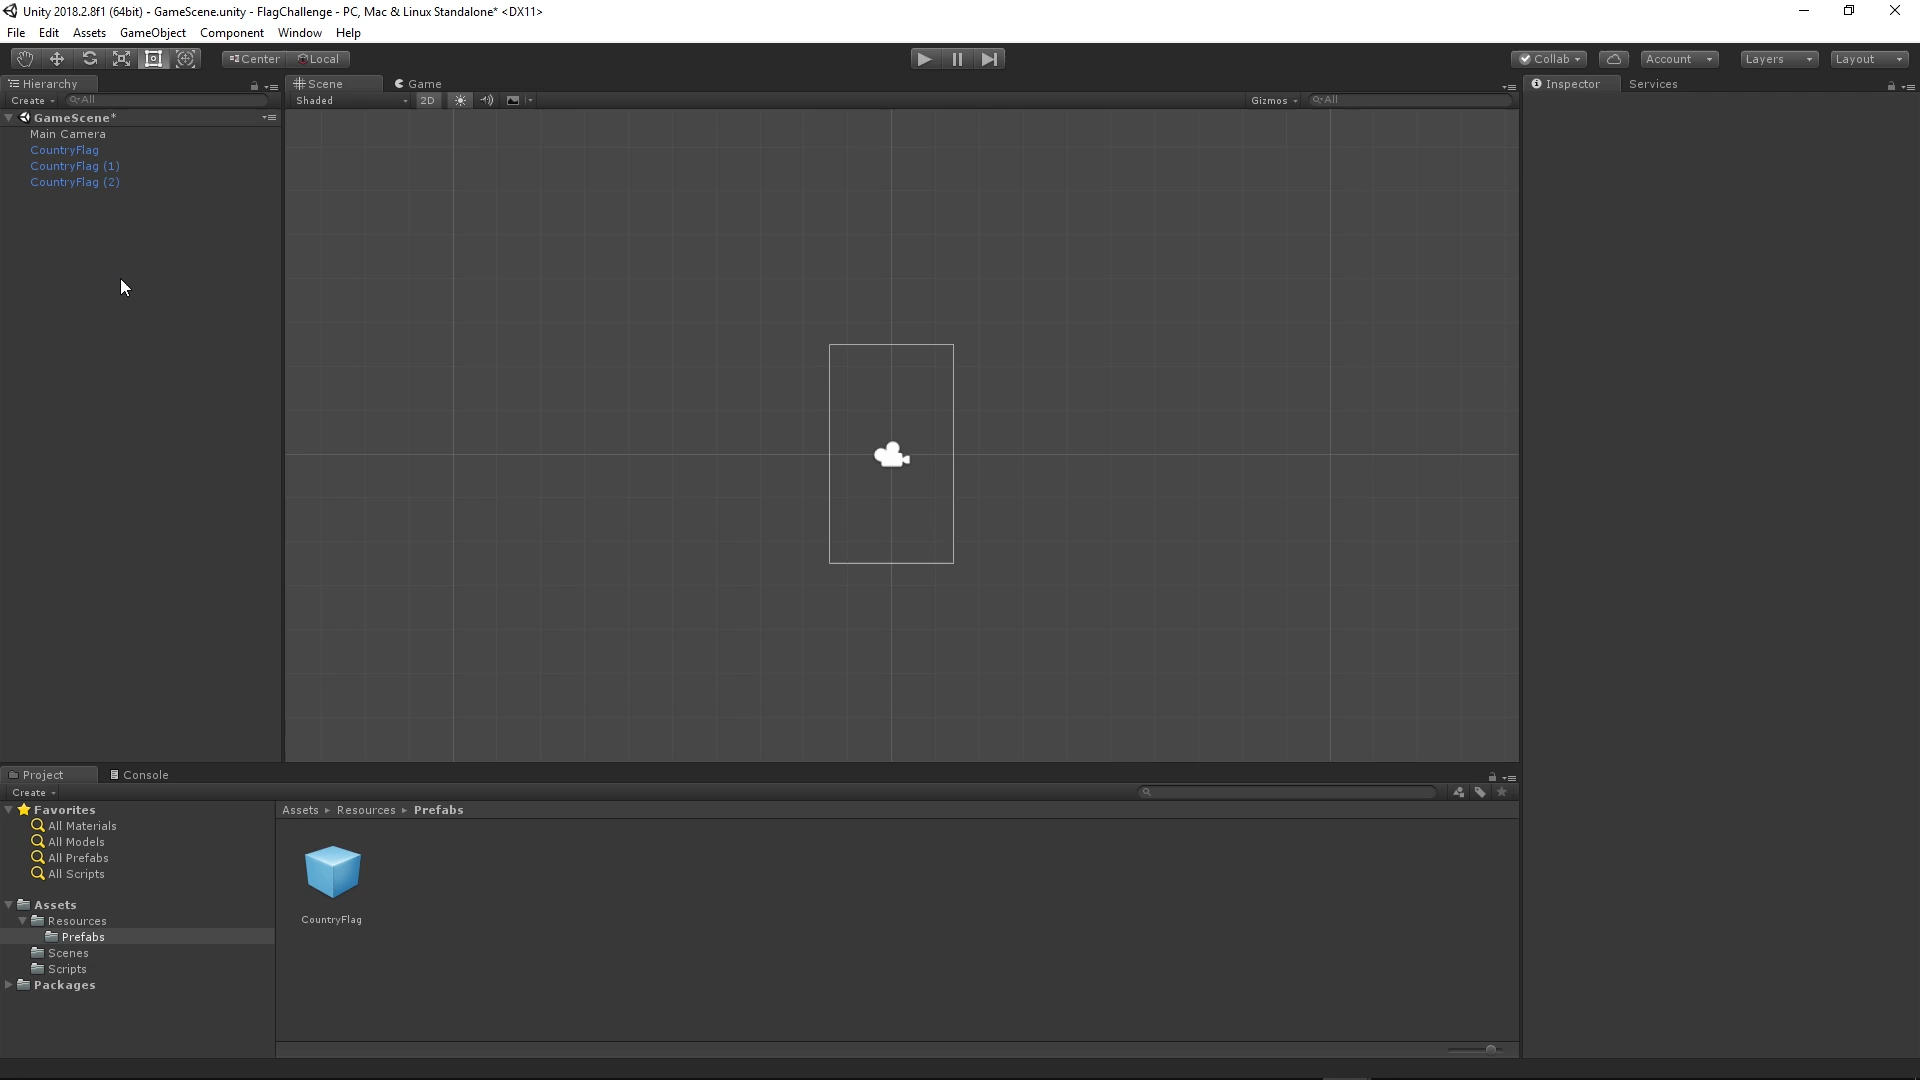 Unity 2018.2.8f1 (64bit) - GameScene.unity - FlagChallenge - PC, Mac & Linux Standalone* <DX11>
File Edit Assets GameObject Component Window Help
Center Local
Collab Account Layers Layout
Hierarchy
Create All
GameScene*
Main Camera
CountryFlag
CountryFlag (1)
CountryFlag (2)
Scene Game
Shaded 2D Gizmos All
Inspector Services
Project Console
Create
Favorites
All Materials
All Models
All Prefabs
All Scripts
Assets
Resources
Prefabs
Scenes
Scripts
Packages
Assets Resources Prefabs
CountryFlag